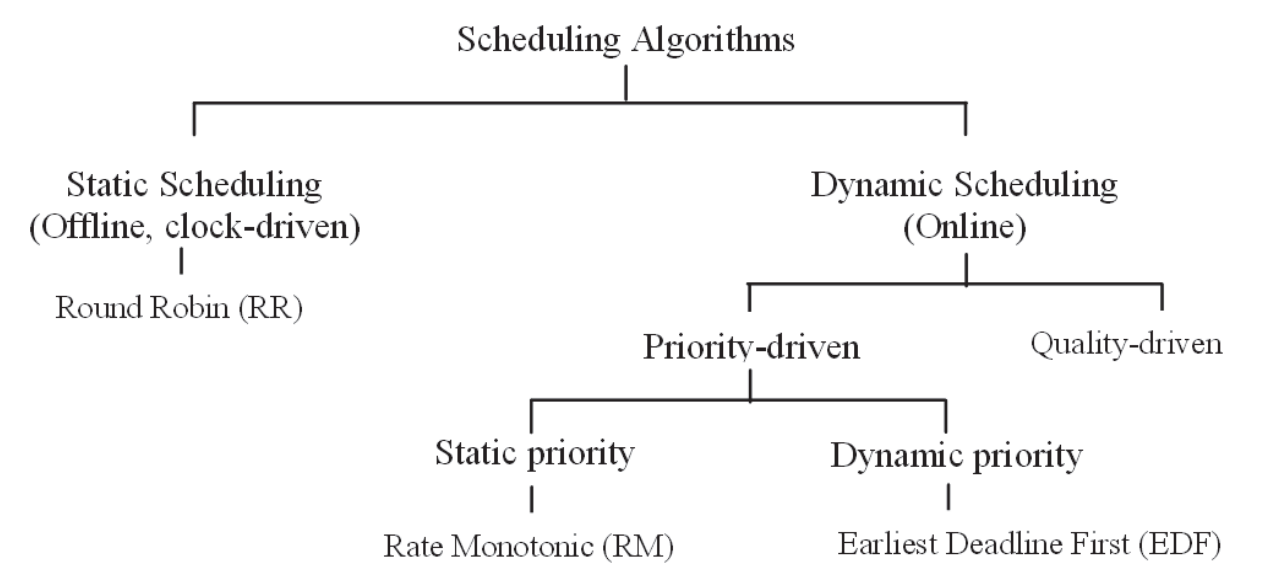 Scheduling Algorithms
Static Scheduling
(Offline, clock-driven)
Round Robin (RR)
Dynamic Scheduling
(Online)
Priority-driven
Quality-driven
Static priority
Dynamic priority
Rate Monotonic (RM)
Earliest Deadline First (EDF)